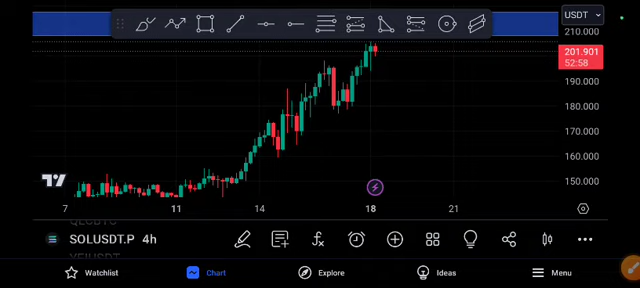 USDT
210.000
201.901
52:58
190.000
180.000
170.000
160.000
150.000
7 11 14 18 21
SOLUSDT.P 4h
Watchlist Chart Explore Ideas Menu